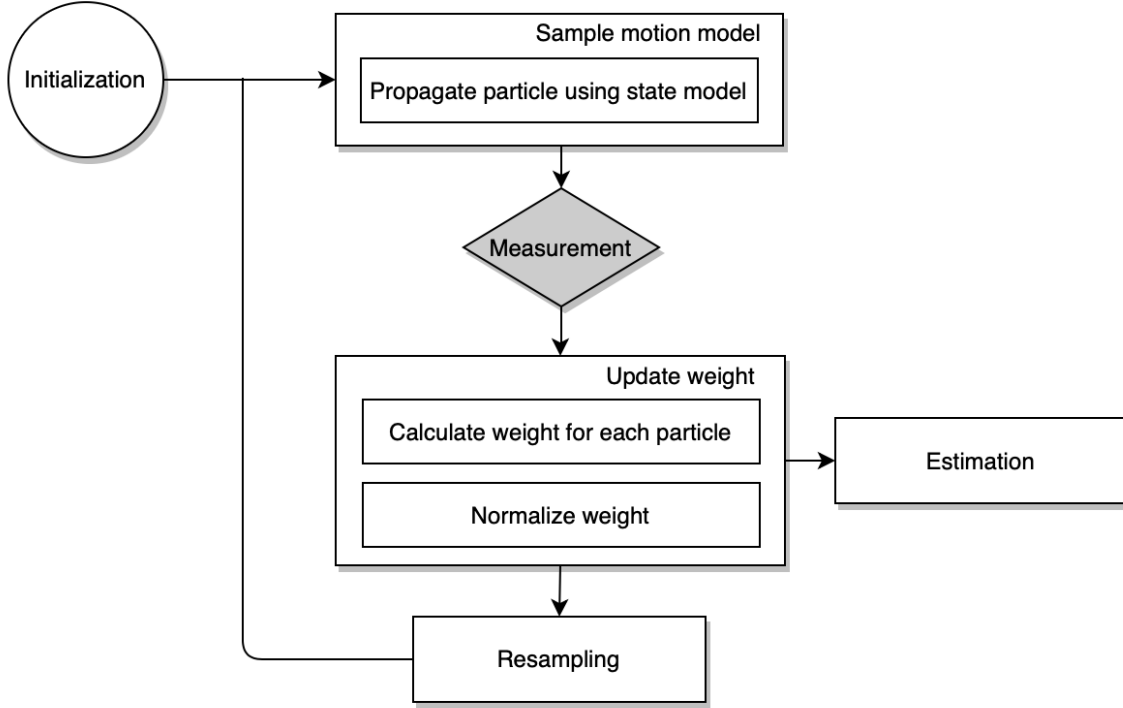 Initialization
Sample motion model
Propagate particle using state model
Measurement
Update weight
Calculate weight for each particle
Normalize weight
Estimation
Resampling